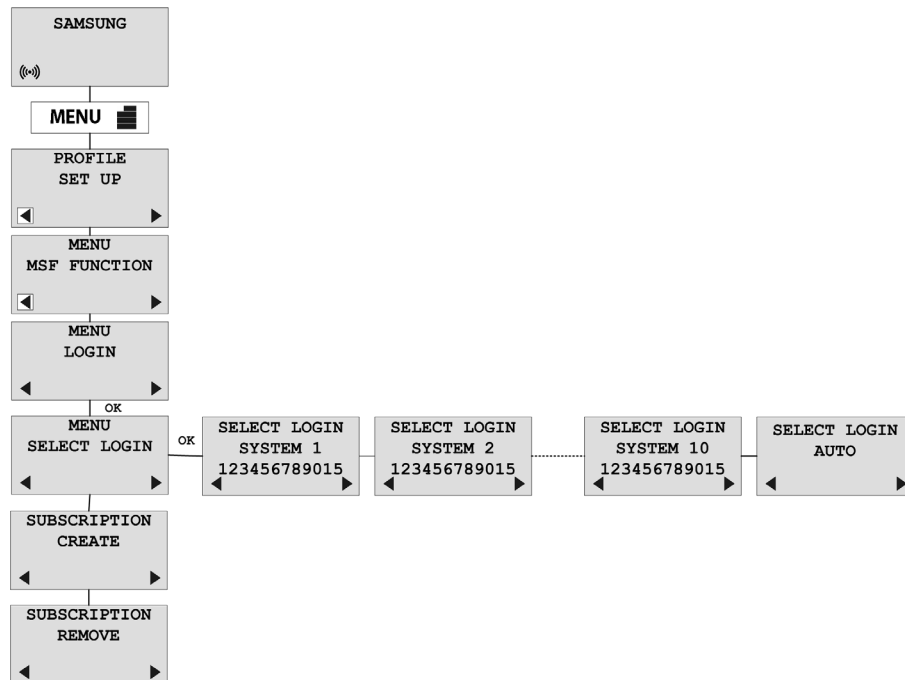 SAMSUNG
MENU
PROFILE
SET UP
MENU
MSF FUNCTION
MENU
LOGIN
OK
MENU
SELECT LOGIN
OK
SELECT LOGIN
SYSTEM 1
123456789015
SELECT LOGIN
SYSTEM 2
123456789015
SELECT LOGIN
SYSTEM 10
123456789015
SELECT LOGIN
AUTO
SUBSCRIPTION
CREATE
SUBSCRIPTION
REMOVE